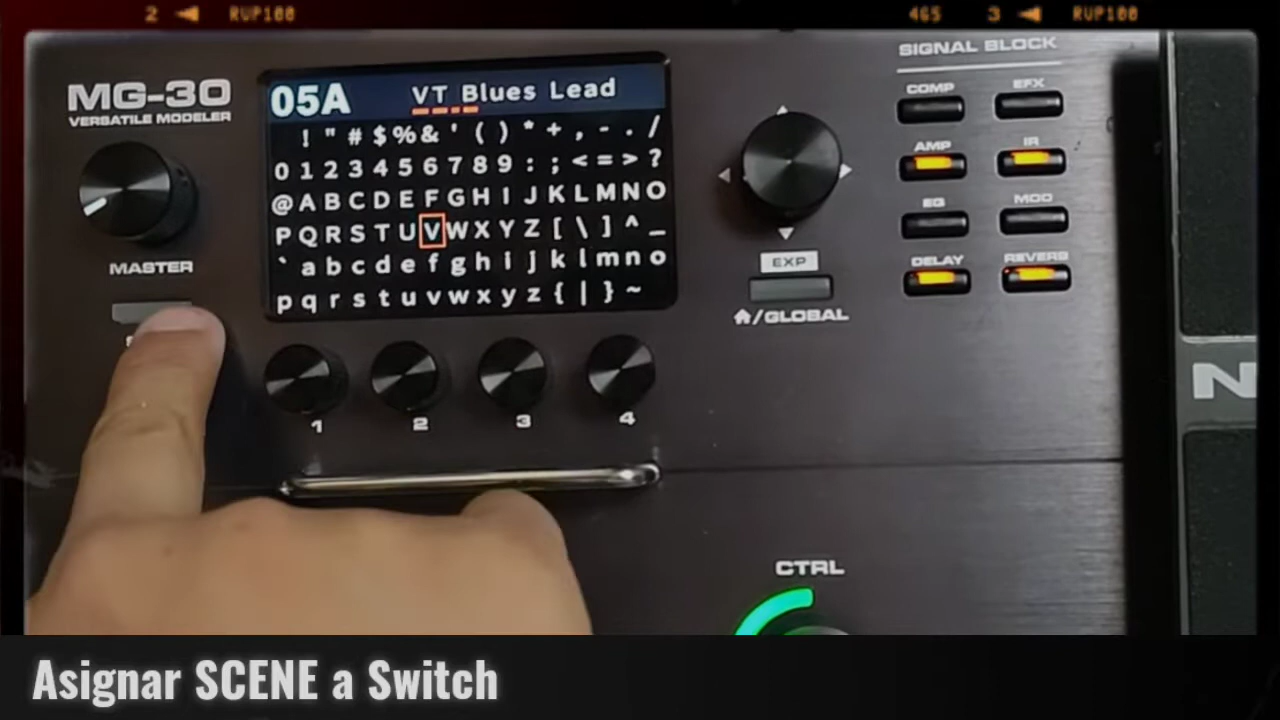 2 RVP100 465 3 RVP100
SIGNAL BLOCK
MG-30
VERSATILE MODELER
05A VT Blues Lead
! " # $ % & ' ( ) * + , - . /
0 1 2 3 4 5 6 7 8 9 : ; < = > ?
@ A B C D E F G H I J K L M N O
P Q R S T U V W X Y Z [ \ ] ^ _
` a b c d e f g h i j k l m n o
p q r s t u v w x y z { | } ~
COMP EFX
AMP IR
EQ MOD
DELAY REVERB
MASTER
EXP
/GLOBAL
1 2 3 4
CTRL
Asignar SCENE a Switch